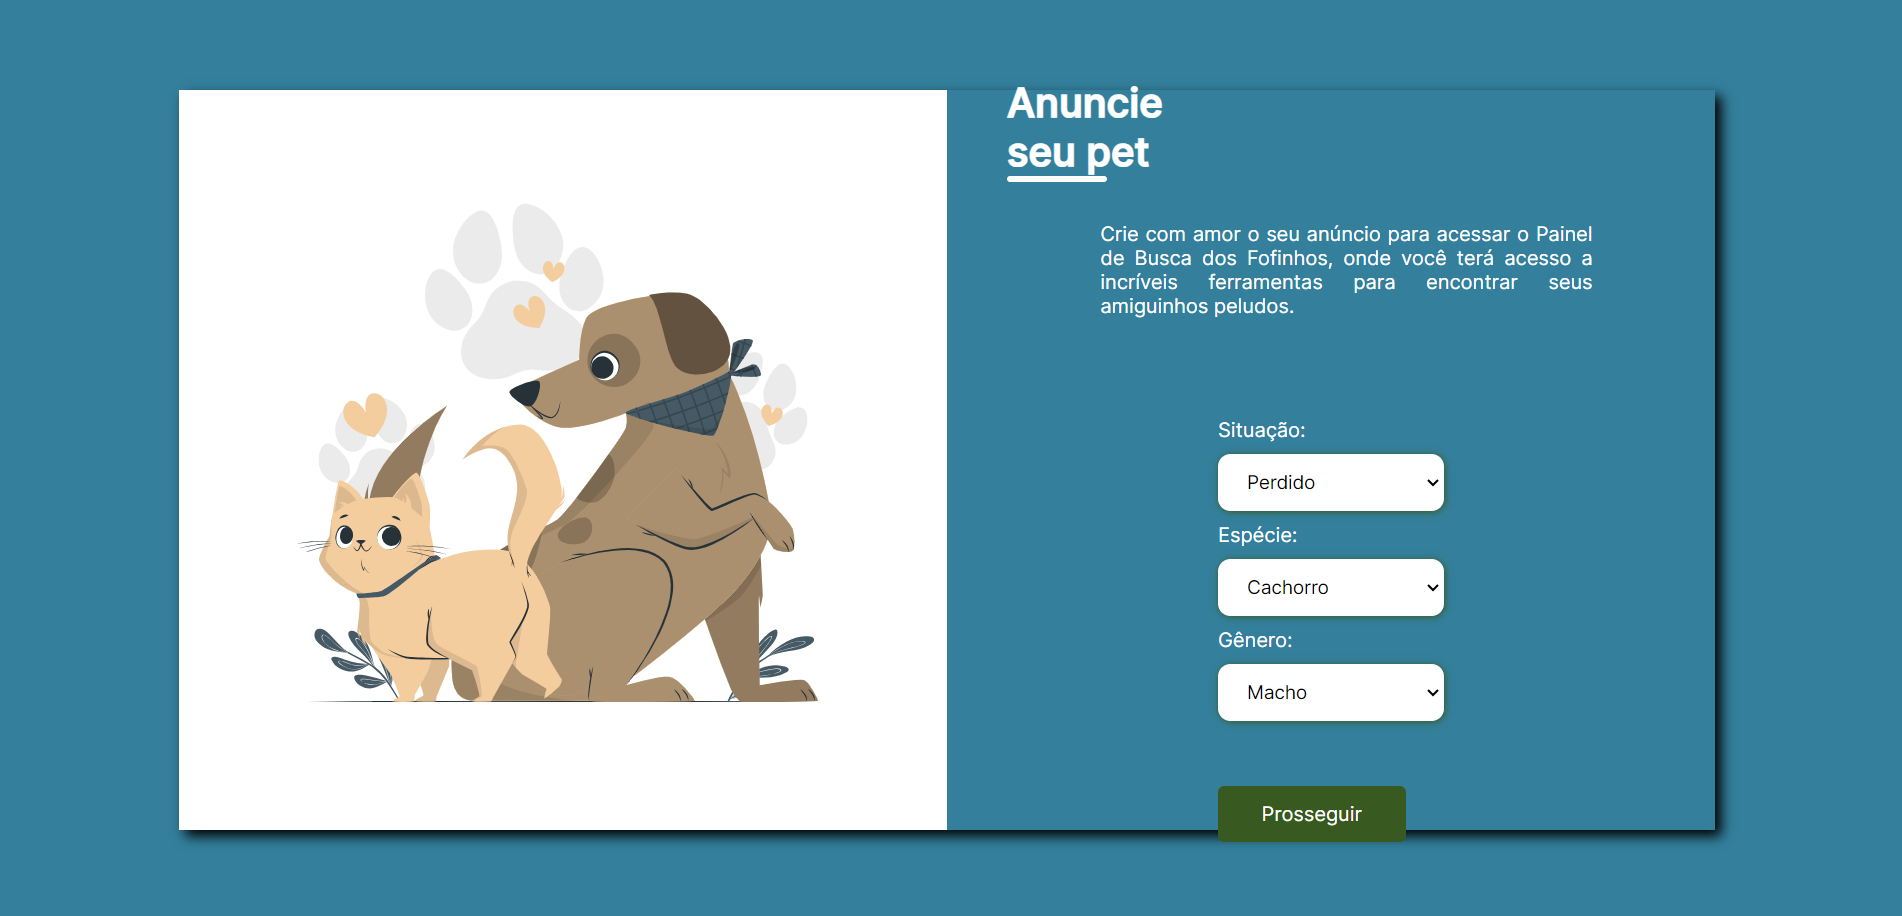 Anuncie
seu pet
Crie com amor o seu anúncio para acessar o Painel
de Busca dos Fofinhos, onde você terá acesso a
incríveis ferramentas para encontrar seus
amiguinhos peludos.
Situação:
Perdido
Espécie:
Cachorro
Gênero:
Macho
Prosseguir